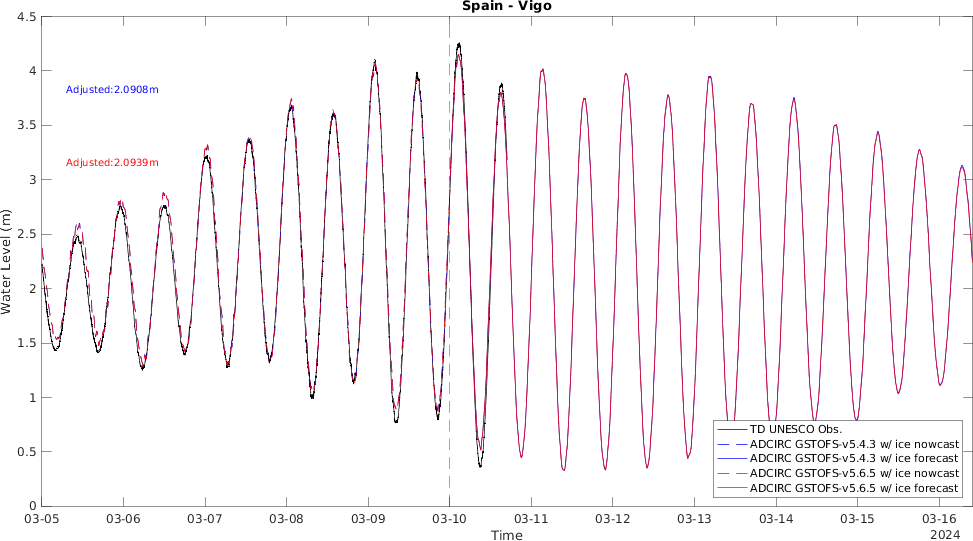 Spain - Vigo
4.5
4
3.5
3
2.5
2
1.5
1
0.5
0
Water Level (m)
Adjusted:2.0908m
Adjusted:2.0939m
TD UNESCO Obs.
ADCIRC GSTOFS-v5.4.3 w/ ice nowcast
ADCIRC GSTOFS-v5.4.3 w/ ice forecast
ADCIRC GSTOFS-v5.6.5 w/ ice nowcast
ADCIRC GSTOFS-v5.6.5 w/ ice forecast
03-05 03-06 03-07 03-08 03-09 03-10 03-11 03-12 03-13 03-14 03-15 03-16
Time
2024